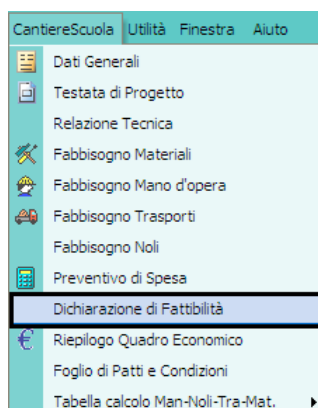 CantiereScuola Utilità Finestra Aiuto
Dati Generali
Testata di Progetto
Relazione Tecnica
Fabbisogno Materiali
Fabbisogno Mano d'opera
Fabbisogno Trasporti
Fabbisogno Noli
Preventivo di Spesa
Dichiarazione di Fattibilità
Riepilogo Quadro Economico
Foglio di Patti e Condizioni
Tabella calcolo Man-Noli-Tra-Mat.